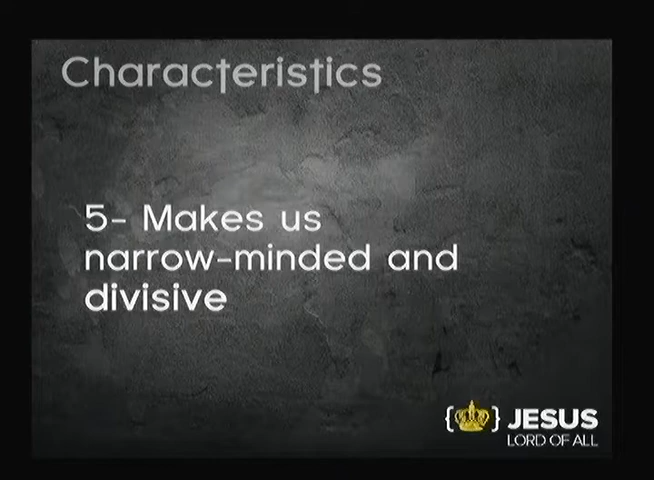 Characteristics
5- Makes us
narrow-minded and
divisive
{ } JESUS
LORD OF ALL